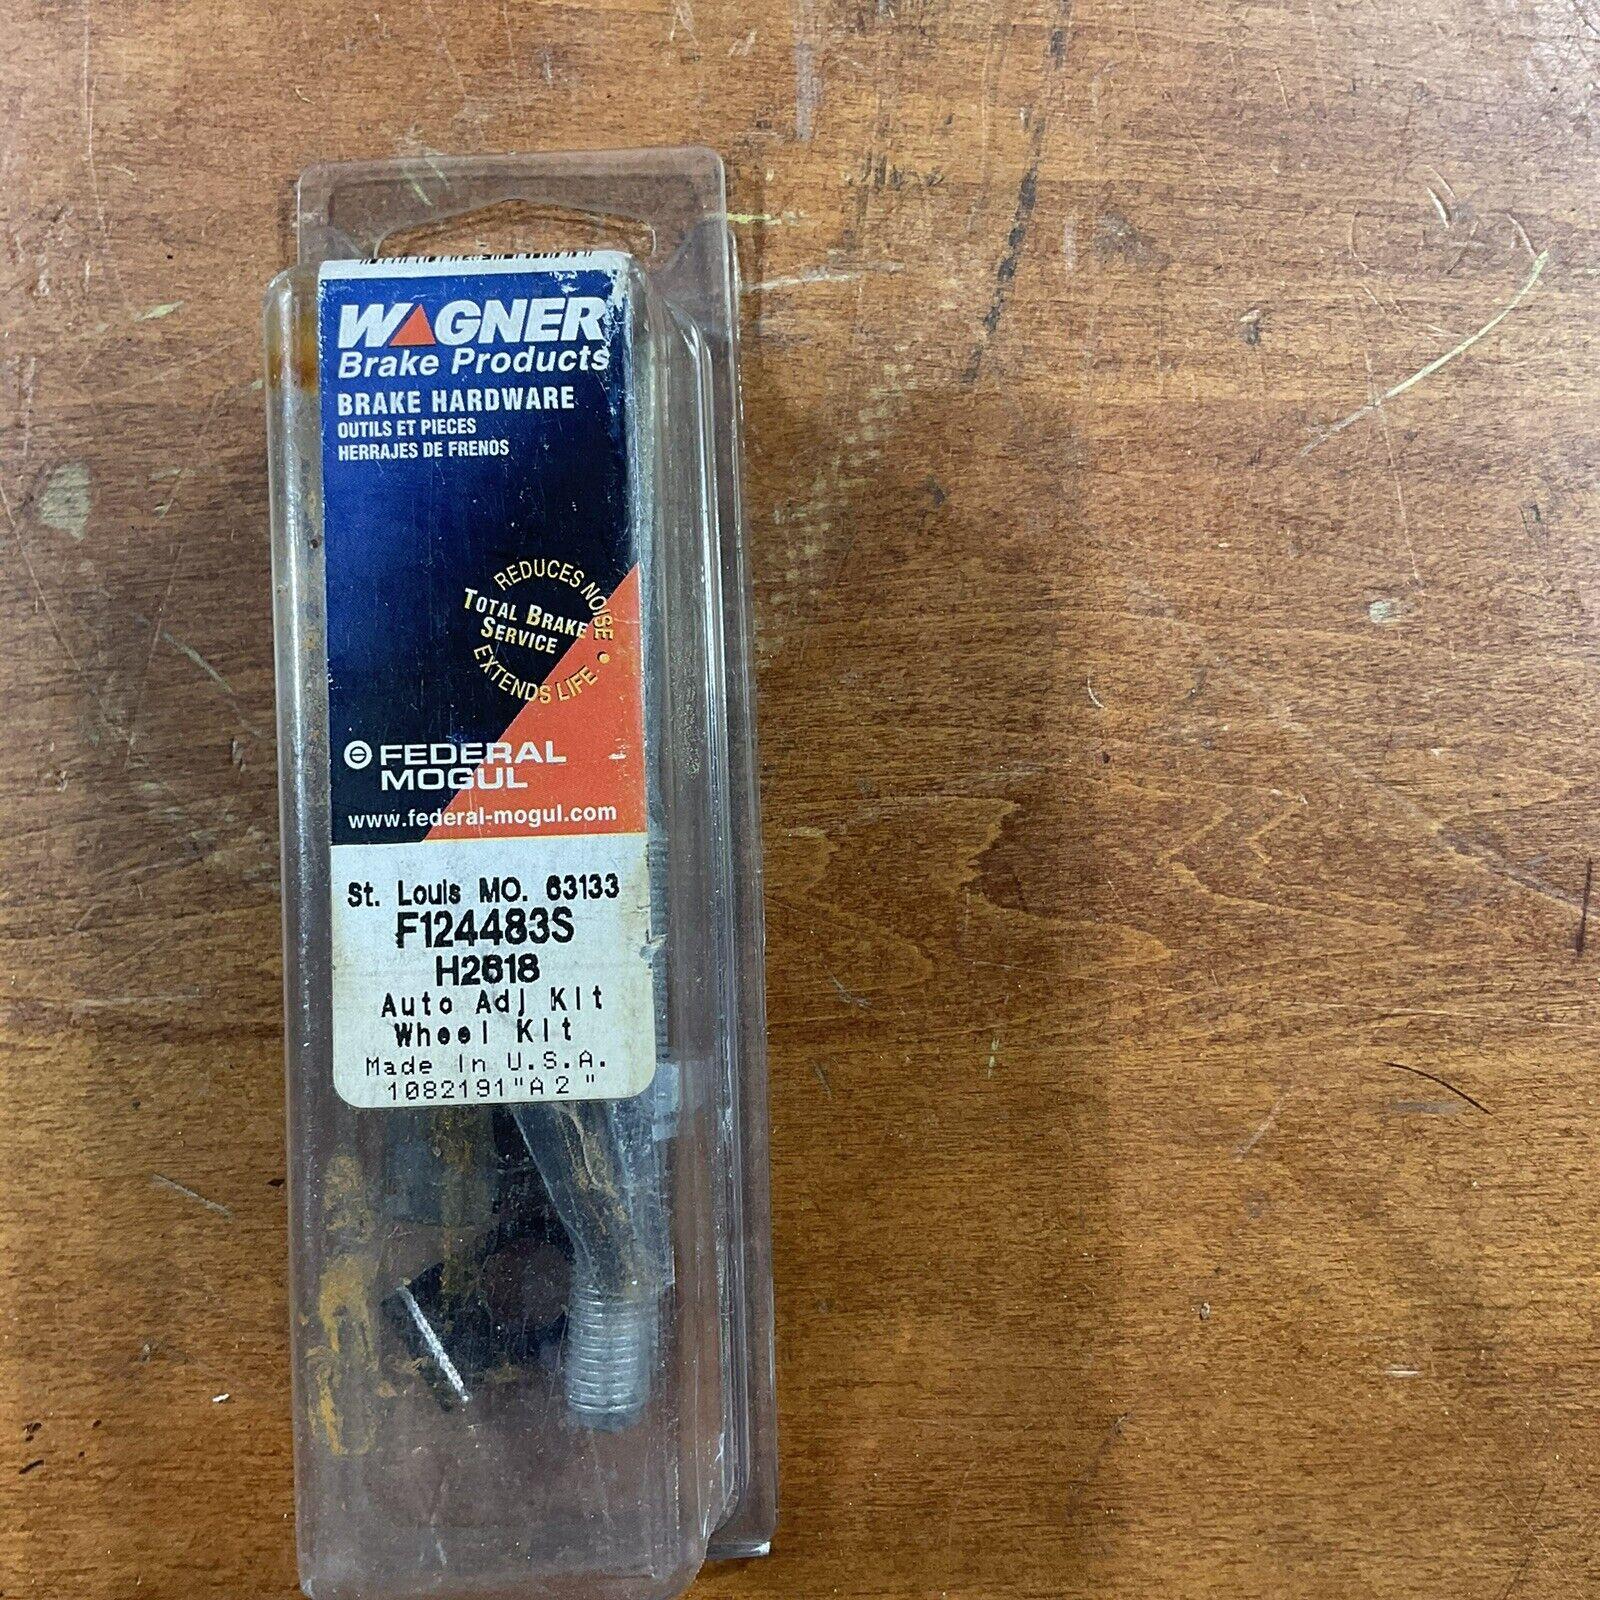 WAGNER
Brake Products
BRAKE HARDWARE
OUTILS ET PIECES
HERRAJES DE FRENOS
REDUCES NOISE •
TOTAL BRAKE
SERVICE
EXTENDS LIFE •
FEDERAL
MOGUL
www.federal-mogul.com
St. Louis MO. 63133
F124483S
H2618
Auto Adj Kit
Wheel Kit
Made In U.S.A.
1082191"A2"